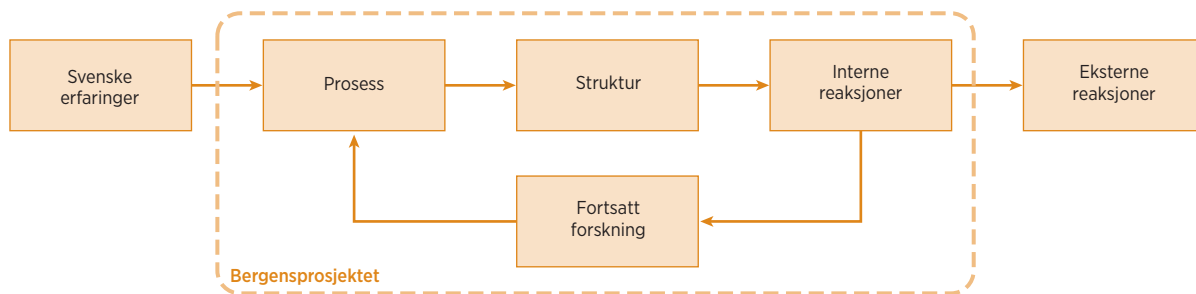 Svenske
erfaringer
Prosess
Struktur
Interne
reaksjoner
Eksterne
reaksjoner
Fortsatt
forskning
Bergensprosjektet